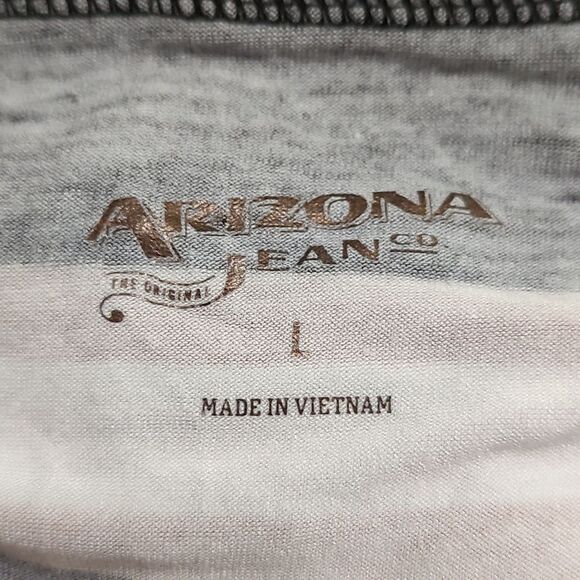 ARIZONA
JEAN CO
THE ORIGINAL
L
MADE IN VIETNAM